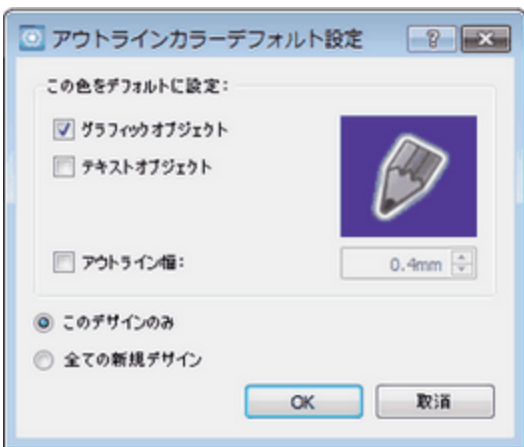 アウトラインカラーデフォルト設定
この色をデフォルトに設定:
グラフィックオブジェクト
テキストオブジェクト
アウトライン幅:
0.4mm
このデザインのみ
全ての新規デザイン
OK
取消